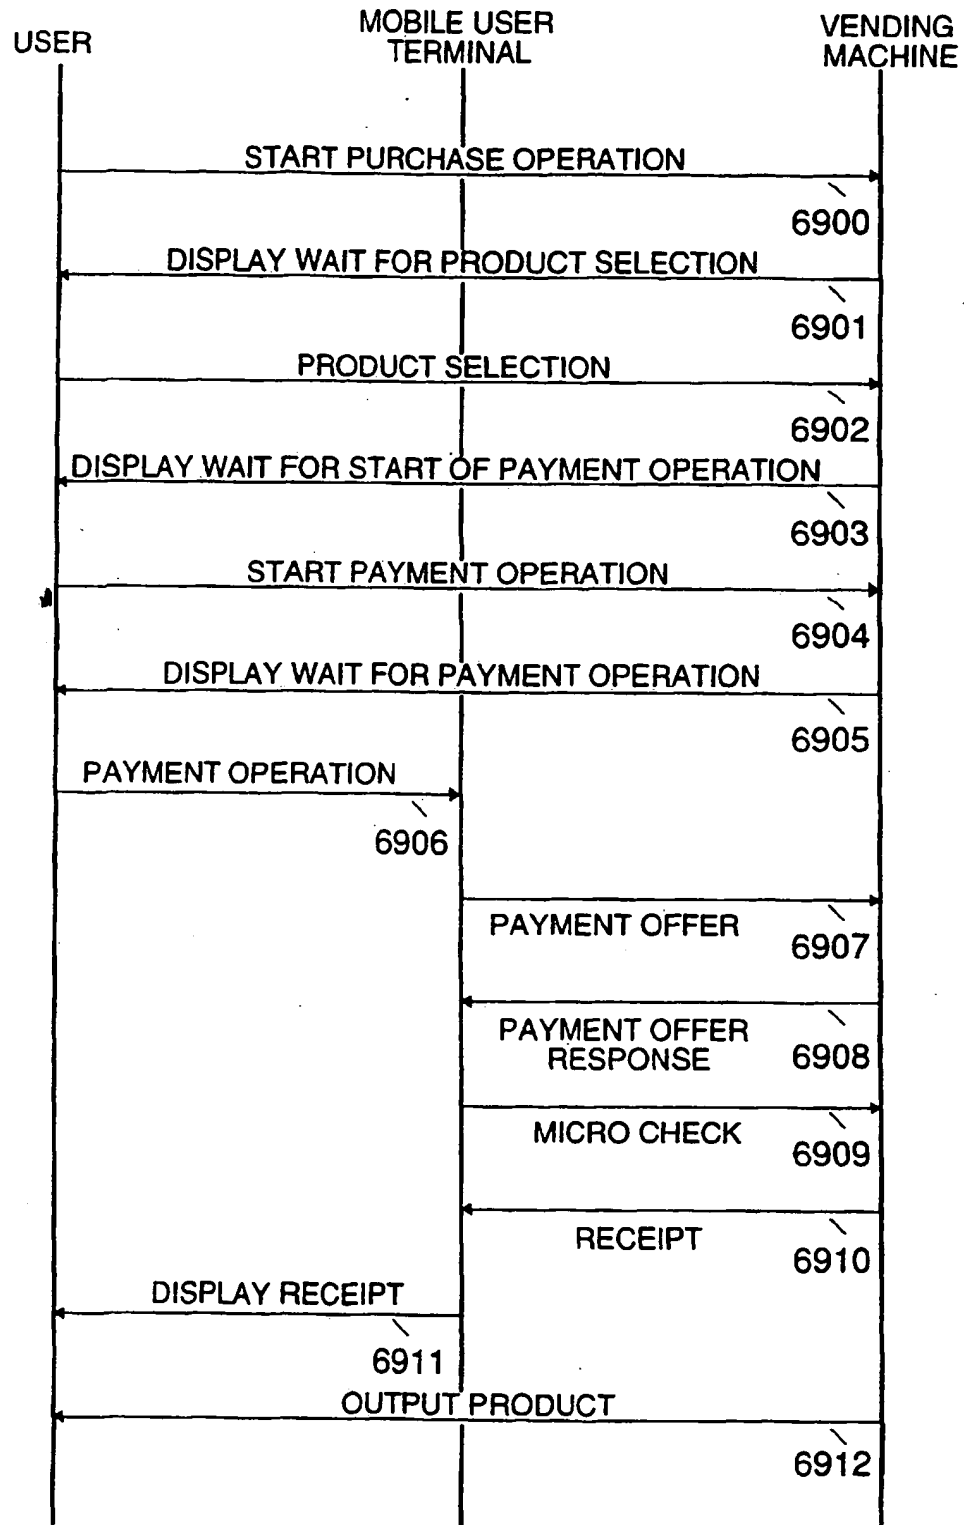 USER
MOBILE USER
TERMINAL
VENDING
MACHINE
START PURCHASE OPERATION
6900
DISPLAY WAIT FOR PRODUCT SELECTION
6901
PRODUCT SELECTION
6902
DISPLAY WAIT FOR START OF PAYMENT OPERATION
6903
START PAYMENT OPERATION
6904
DISPLAY WAIT FOR PAYMENT OPERATION
6905
PAYMENT OPERATION
6906
PAYMENT OFFER
6907
PAYMENT OFFER
RESPONSE
6908
MICRO CHECK
6909
RECEIPT
6910
DISPLAY RECEIPT
6911
OUTPUT PRODUCT
6912